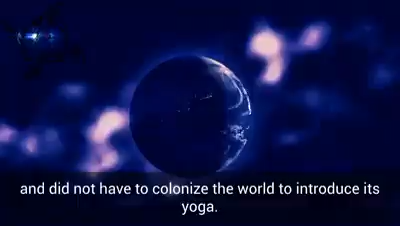 and did not have to colonize the world to introduce its
yoga.